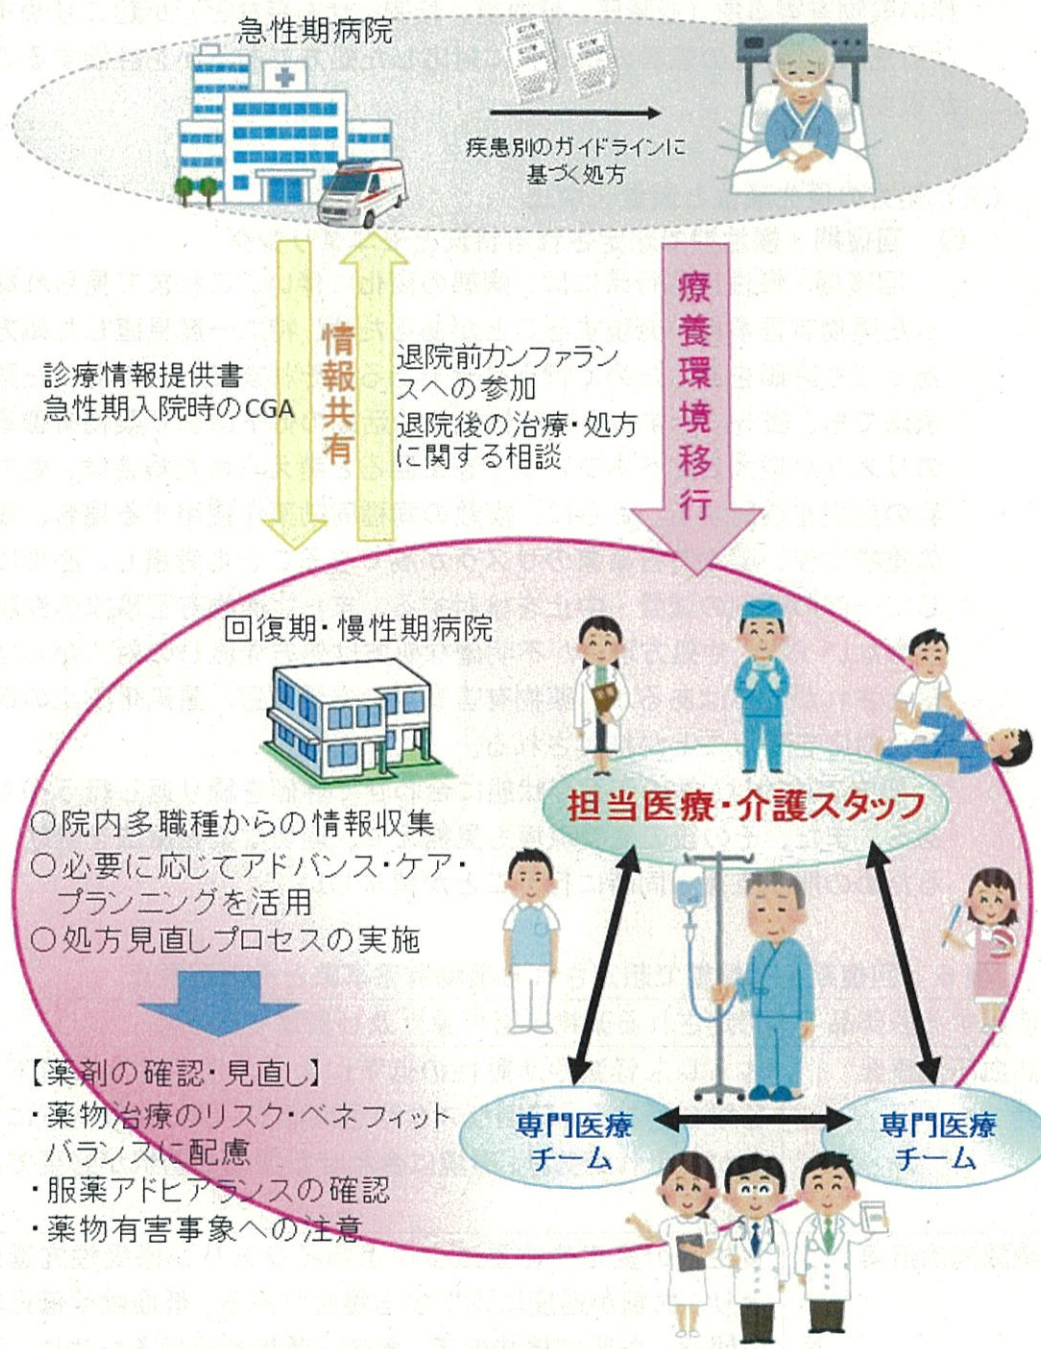 急性期病院
疾患別のガイドラインに
基づく処方
療養環境移行
情報共有
診療情報提供書
急性期入院時のCGA
退院前カンファラン
スへの参加
退院後の治療・処方
に関する相談
回復期・慢性期病院
担当医療・介護スタッフ
○院内多職種からの情報収集
○必要に応じてアドバンス・ケア・
プランニングを活用
○処方見直しプロセスの実施
【薬剤の確認・見直し】
・薬物治療のリスク・ベネフィット
バランスに配慮
・服薬アドヒアランスの確認
・薬物有害事象への注意
専門医療
チーム
専門医療
チーム